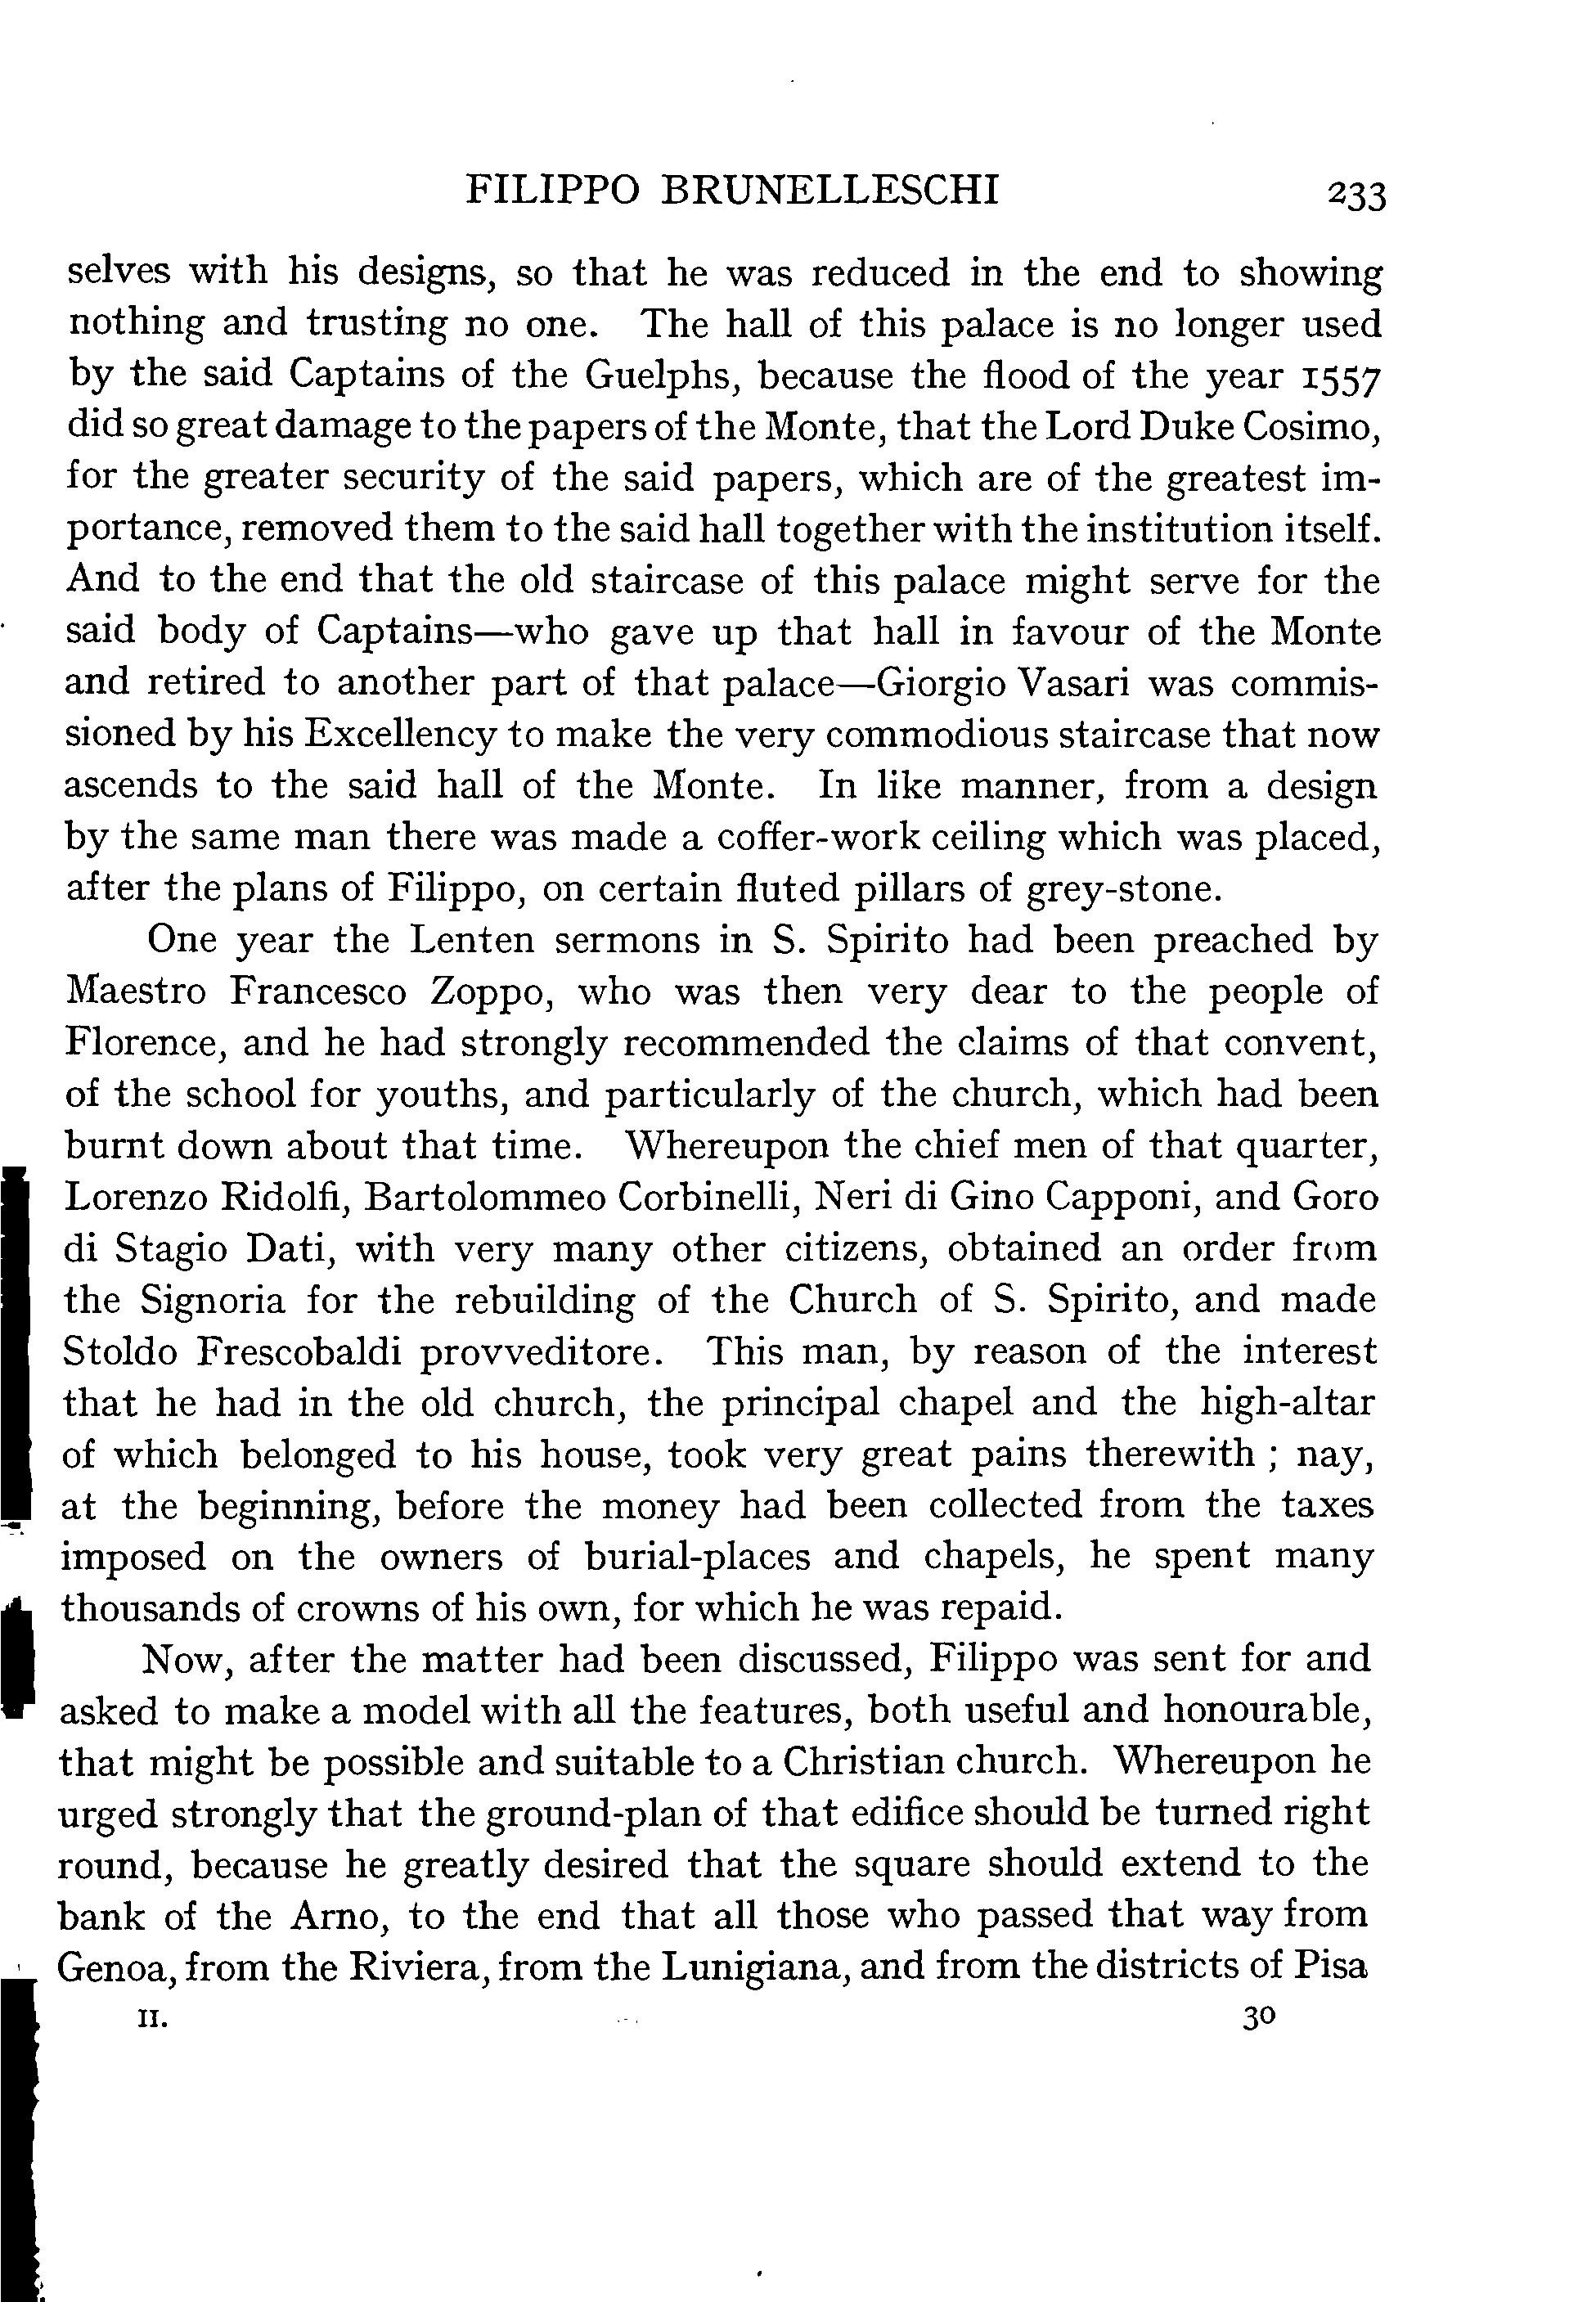 FILIPPO BRUNELLESCHI 233
selves with his designs, so that he was reduced in the end to showing
nothing and trusting no one. The hall of this palace is no longer used
by the said Captains of the Guelphs, because the flood of the year 1557
did so great damage to the papers of the Monte, that the Lord Duke Cosimo,
for the greater security of the said papers, which are of the greatest im-
portance, removed them to the said hall together with the institution itself.
And to the end that the old staircase of this palace might serve for the
said body of Captains—who gave up that hall in favour of the Monte
and retired to another part of that palace—Giorgio Vasari was commis-
sioned by his Excellency to make the very commodious staircase that now
ascends to the said hall of the Monte. In like manner, from a design
by the same man there was made a coffer-work ceiling which was placed,
after the plans of Filippo, on certain fluted pillars of grey-stone.
One year the Lenten sermons in S. Spirito had been preached by
Maestro Francesco Zoppo, who was then very dear to the people of
Florence, and he had strongly recommended the claims of that convent,
of the school for youths, and particularly of the church, which had been
burnt down about that time. Whereupon the chief men of that quarter,
Lorenzo Ridolfi, Bartolommeo Corbinelli, Neri di Gino Capponi, and Goro
di Stagio Dati, with very many other citizens, obtained an order from
the Signoria for the rebuilding of the Church of S. Spirito, and made
Stoldo Frescobaldi provveditore. This man, by reason of the interest
that he had in the old church, the principal chapel and the high-altar
of which belonged to his house, took very great pains therewith ; nay,
at the beginning, before the money had been collected from the taxes
imposed on the owners of burial-places and chapels, he spent many
thousands of crowns of his own, for which he was repaid.
Now, after the matter had been discussed, Filippo was sent for and
asked to make a model with all the features, both useful and honourable,
that might be possible and suitable to a Christian church. Whereupon he
urged strongly that the ground-plan of that edifice should be turned right
round, because he greatly desired that the square should extend to the
bank of the Arno, to the end that all those who passed that way from
Genoa, from the Riviera, from the Lunigiana, and from the districts of Pisa
II. 30